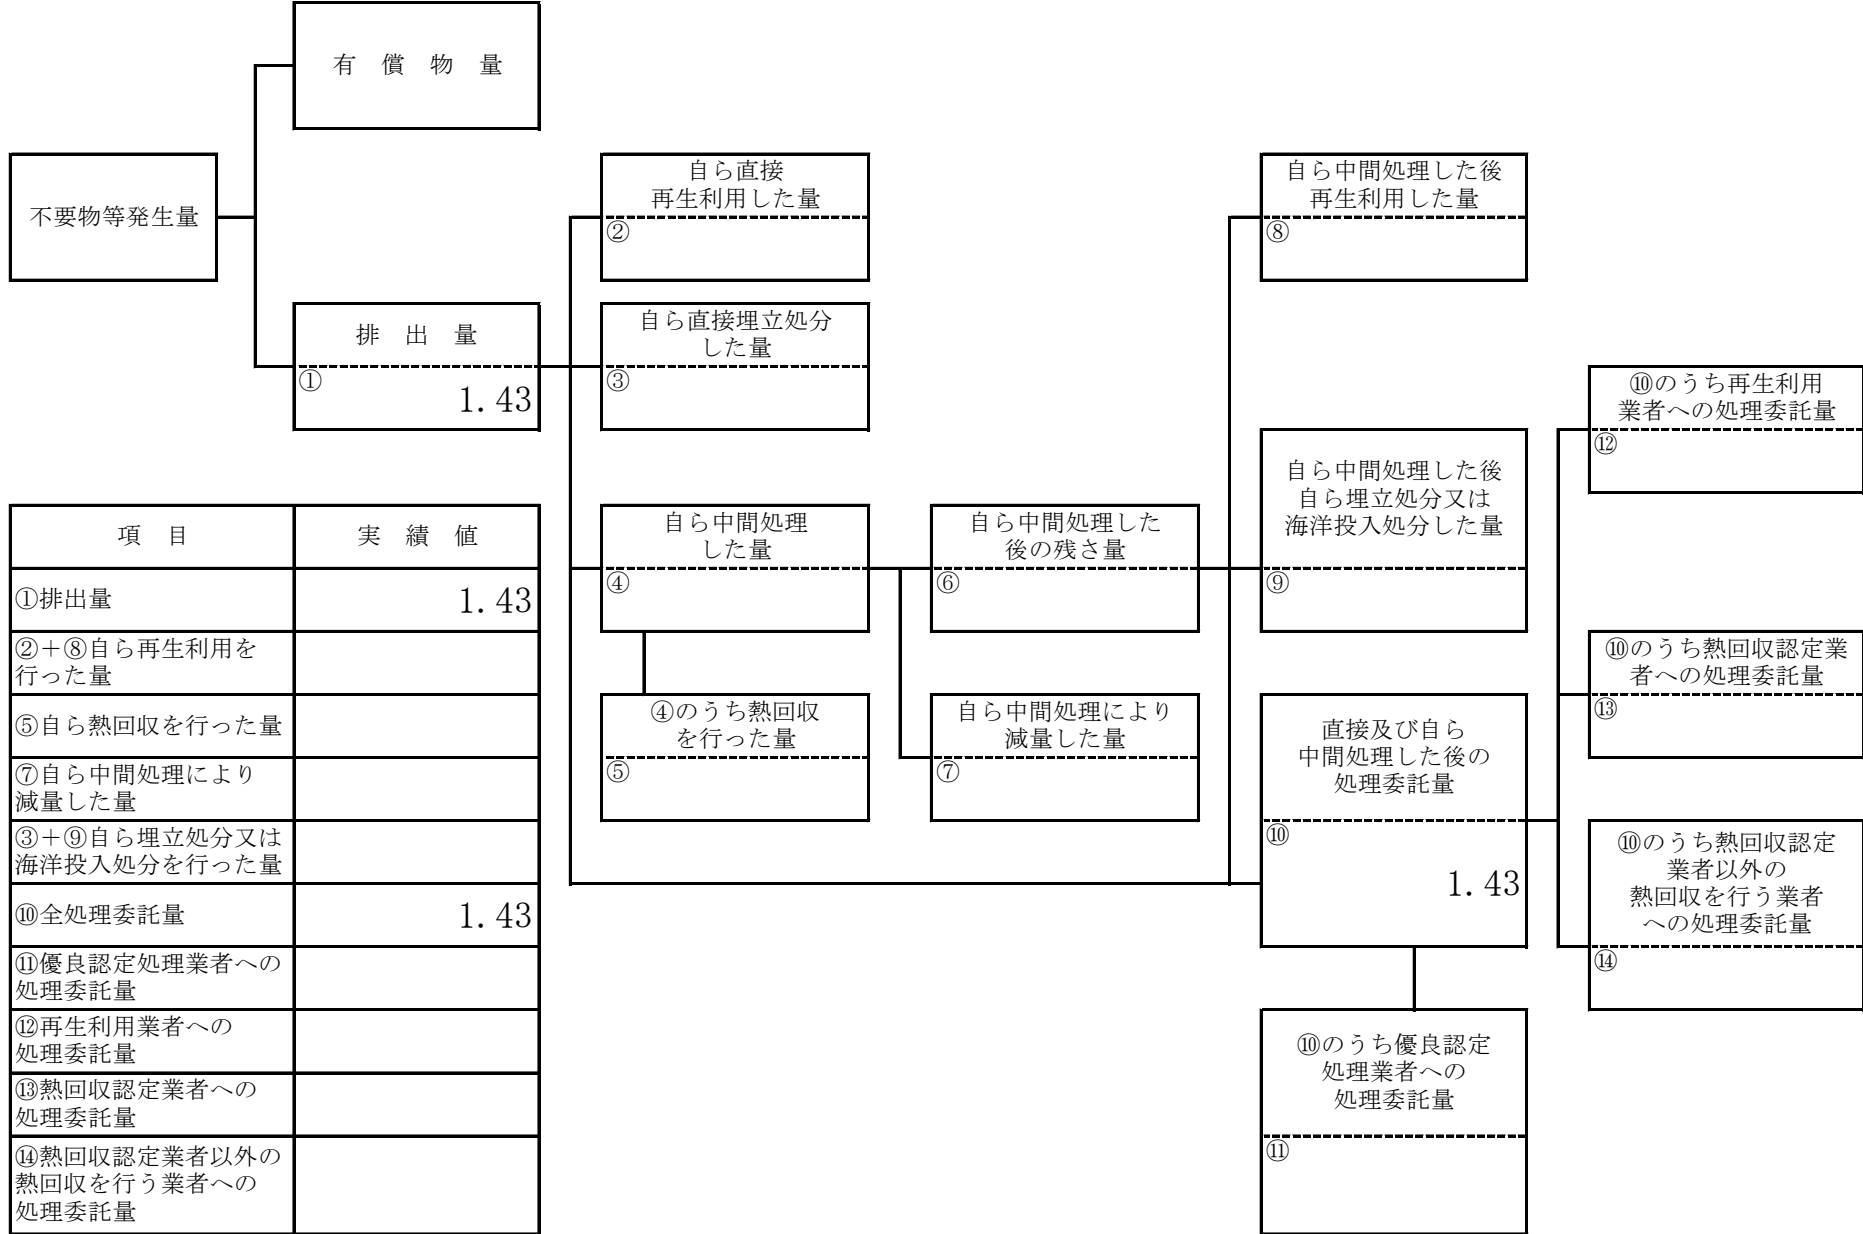 有 償 物 量
不要物等発生量
排 出 量
①
1.43
自ら直接
再生利用した量
②
自ら直接埋立処分
した量
③
自ら中間処理
した量
④
④のうち熱回収
を行った量
⑤
自ら中間処理した
後の残さ量
⑥
自ら中間処理により
減量した量
⑦
自ら中間処理した後
再生利用した量
⑧
自ら中間処理した後
自ら埋立処分又は
海洋投入処分した量
⑨
直接及び自ら
中間処理した後の
処理委託量
⑩
1.43
⑩のうち優良認定
処理業者への
処理委託量
⑪
⑩のうち再生利用
業者への処理委託量
⑫
⑩のうち熱回収認定業
者への処理委託量
⑬
⑩のうち熱回収認定
業者以外の
熱回収を行う業者
への処理委託量
⑭
項 目 実 績 値
①排出量 1.43
②+⑧自ら再生利用を
行った量
⑤自ら熱回収を行った量
⑦自ら中間処理により
減量した量
③+⑨自ら埋立処分又は
海洋投入処分を行った量
⑩全処理委託量 1.43
⑪優良認定処理業者への
処理委託量
⑫再生利用業者への
処理委託量
⑬熱回収認定業者への
処理委託量
⑭熱回収認定業者以外の
熱回収を行う業者への
処理委託量